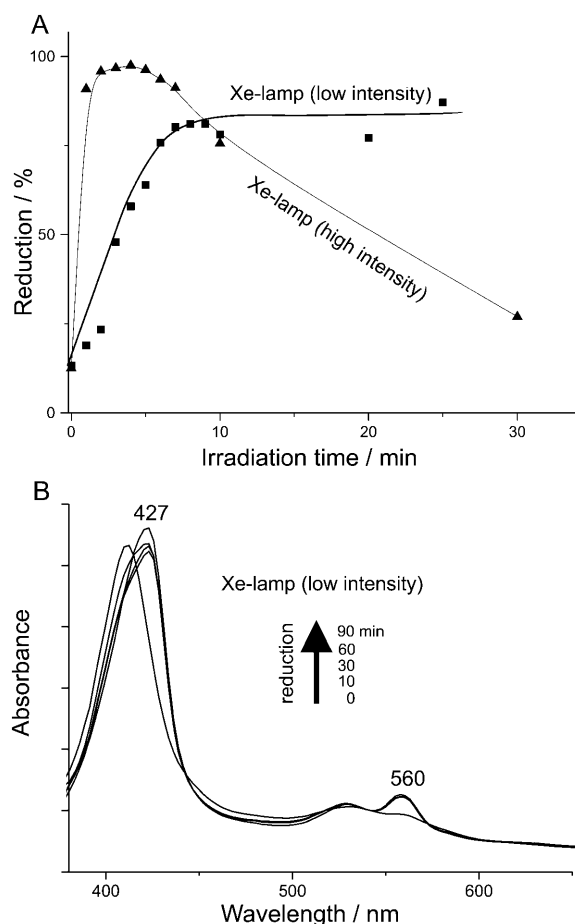 A
100
50
0
Reduction / %
Xe-lamp (low intensity)
Xe-lamp (high intensity)
0
10
20
30
Irradiation time / min
B
427
Xe-lamp (low intensity)
reduction
90 min
60
30
10
0
560
Absorbance
400
500
600
Wavelength / nm